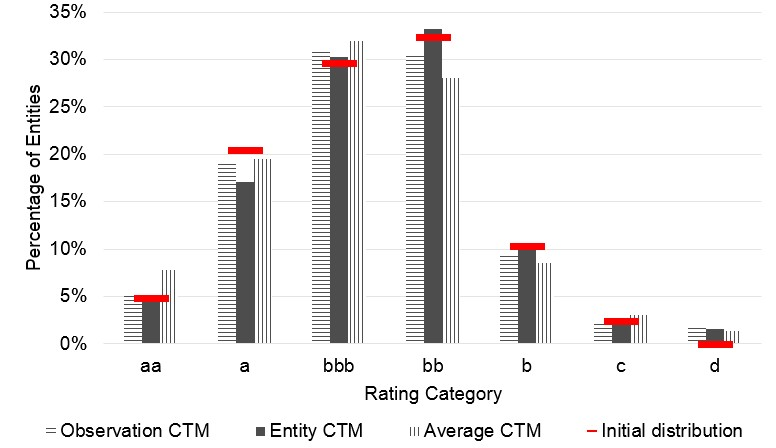 35%
30%
25%
20%
15%
10%
5%
0%
Percentage of Entities
aa a bbb bb b c d
Rating Category
Observation CTM Entity CTM Average CTM Initial distribution